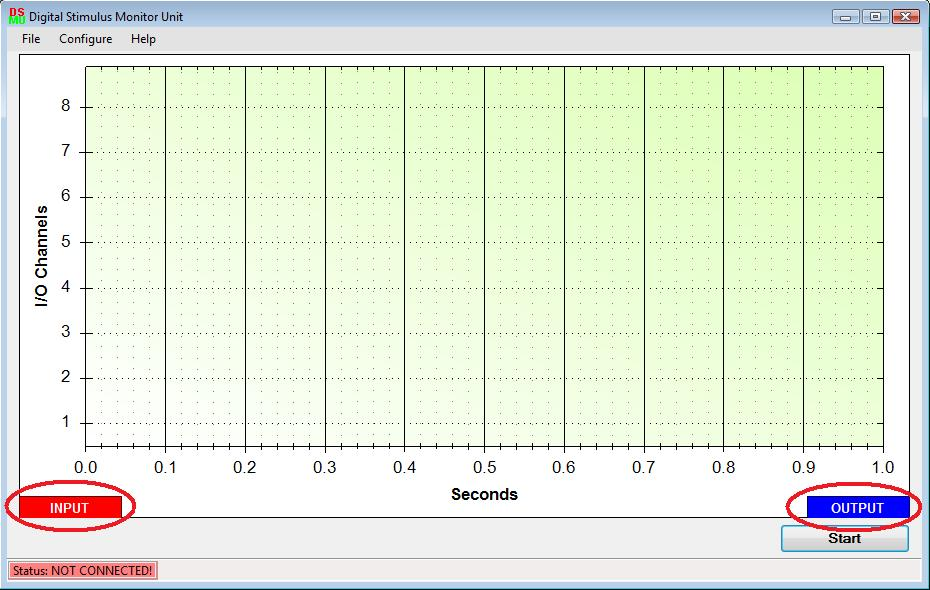 DS
MU
Digital Stimulus Monitor Unit
File Configure Help
8
7
6
5
4
3
2
1
I/O Channels
0.0 0.1 0.2 0.3 0.4 0.5 0.6 0.7 0.8 0.9 1.0
Seconds
INPUT
OUTPUT
Start
Status: NOT CONNECTED!